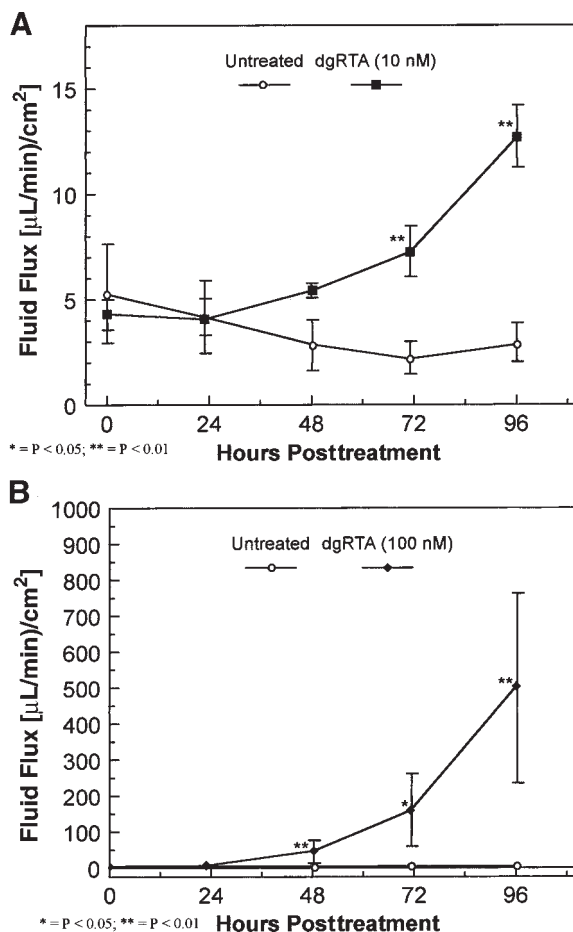 A
Untreated dgRTA (10 nM)
Fluid Flux [μL/min)/cm²]
15
10
5
0
0 24 48 72 96
**
**
* = P < 0.05; ** = P < 0.01
Hours Posttreatment
B
Untreated dgRTA (100 nM)
Fluid Flux [μL/min)/cm²]
1000
900
800
700
600
500
400
300
200
100
0
**
*
**
0 24 48 72 96
* = P < 0.05; ** = P < 0.01
Hours Posttreatment